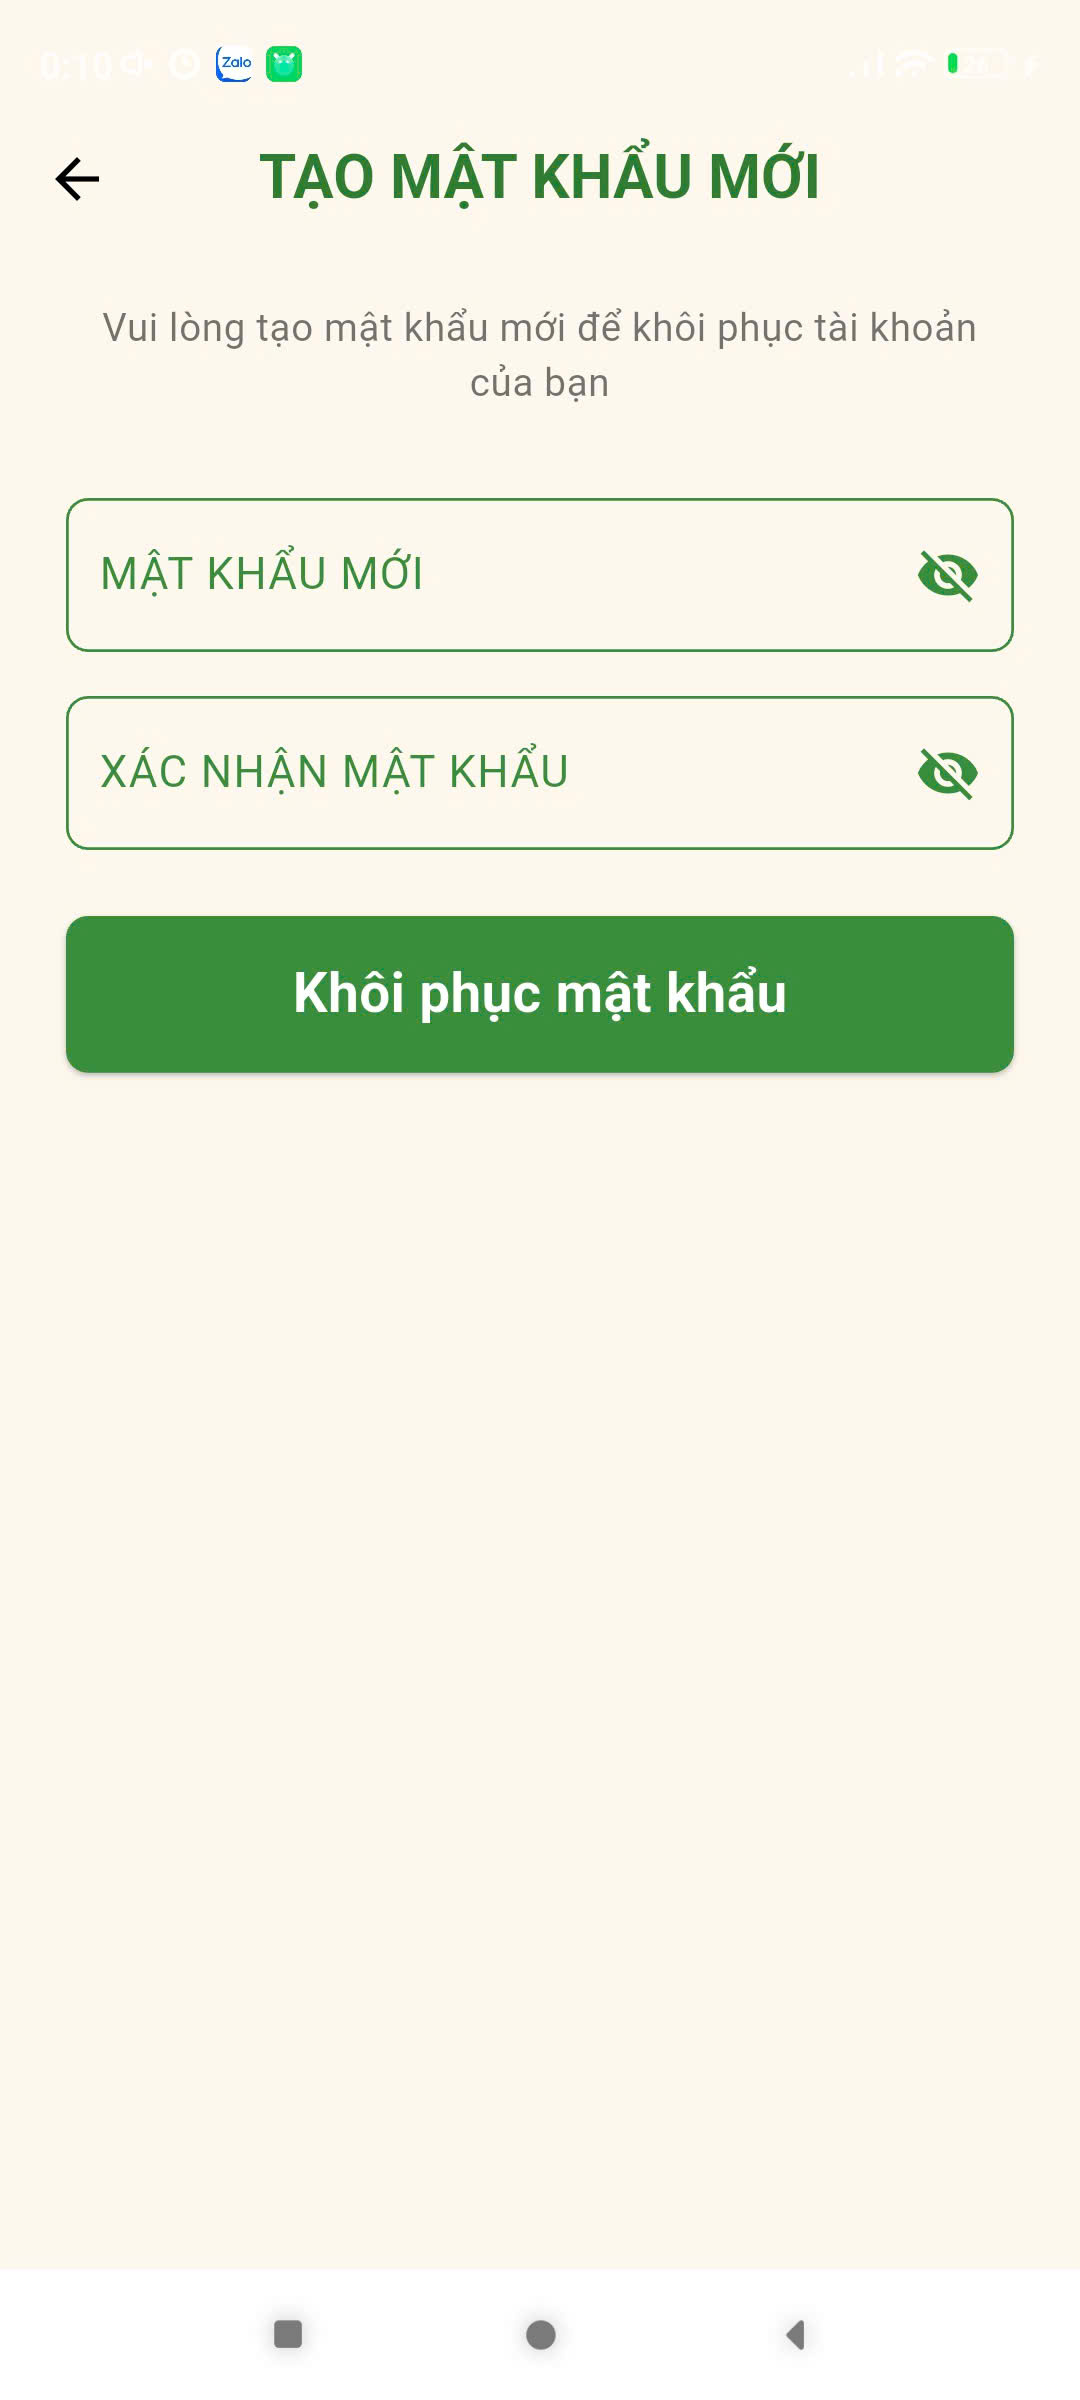 0:10 Zalo 26
TẠO MẬT KHẨU MỚI
Vui lòng tạo mật khẩu mới để khôi phục tài khoản
của bạn
MẬT KHẨU MỚI
XÁC NHẬN MẬT KHẨU
Khôi phục mật khẩu